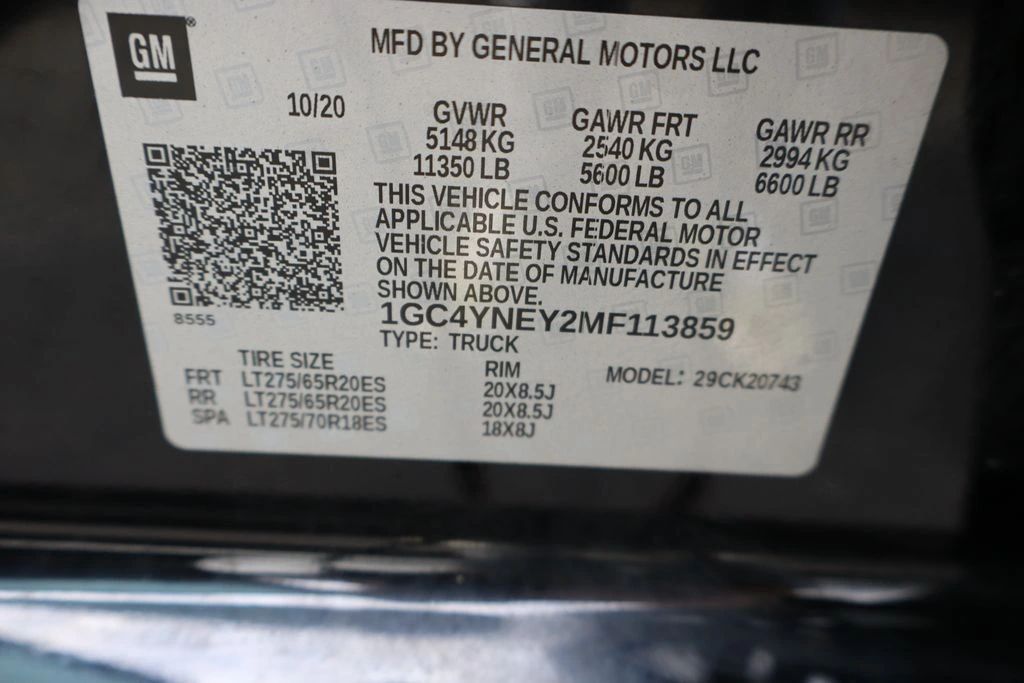 GM
MFD BY GENERAL MOTORS LLC
10/20
GVWR
5148 KG
11350 LB
GAWR FRT
2540 KG
5600 LB
GAWR RR
2994 KG
6600 LB
THIS VEHICLE CONFORMS TO ALL
APPLICABLE U.S. FEDERAL MOTOR
VEHICLE SAFETY STANDARDS IN EFFECT
ON THE DATE OF MANUFACTURE
SHOWN ABOVE.
8555
1GC4YNEY2MF113859
TYPE: TRUCK
TIRE SIZE RIM
MODEL: 29CK20743
FRT LT275/65R20ES 20X8.5J
RR LT275/65R20ES 20X8.5J
SPA LT275/70R18ES 18X8J